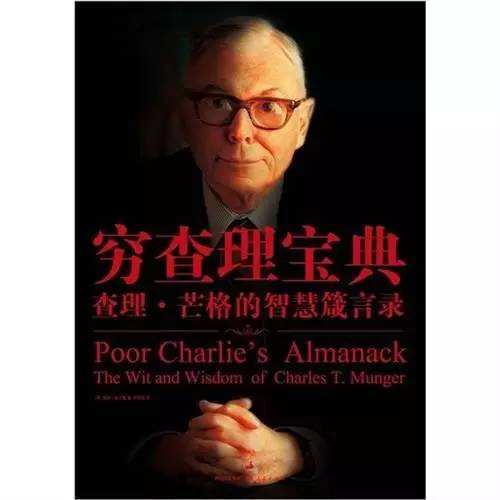 穷查理宝典
查理·芒格的智慧箴言录
Poor Charlie's Almanack
The Wit and Wisdom of Charles T. Munger